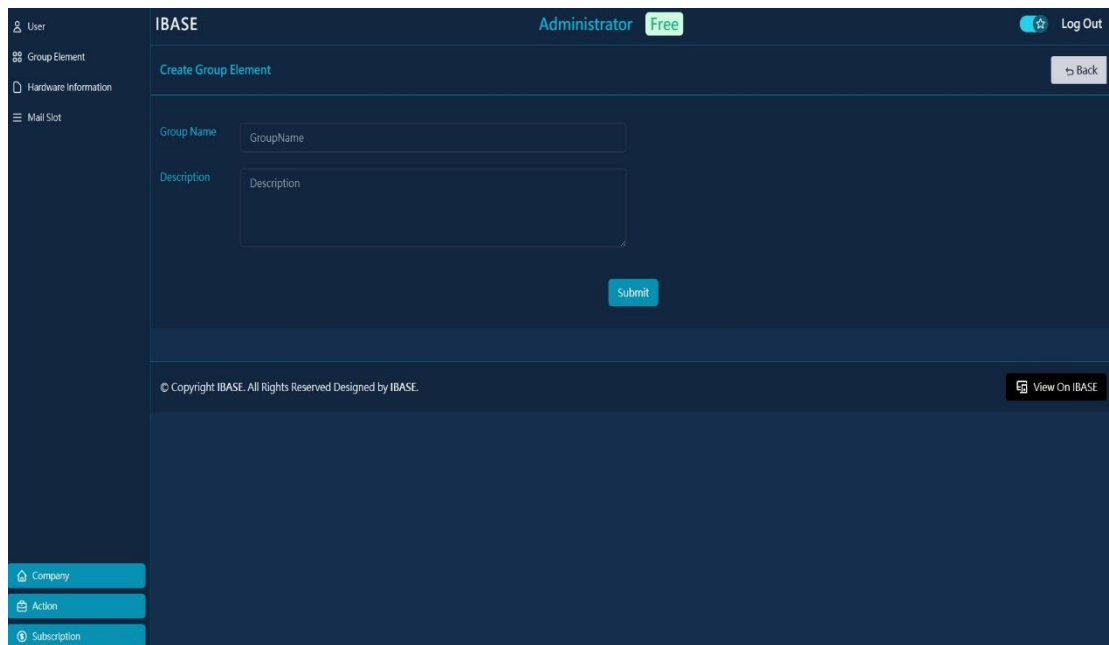 User
Group Element
Hardware Information
Mail Slot
Company
Action
Subscription
IBASE
Administrator Free
Log Out
Create Group Element
Back
Group Name
GroupName
Description
Description
Submit
© Copyright IBASE. All Rights Reserved Designed by IBASE.
View On IBASE